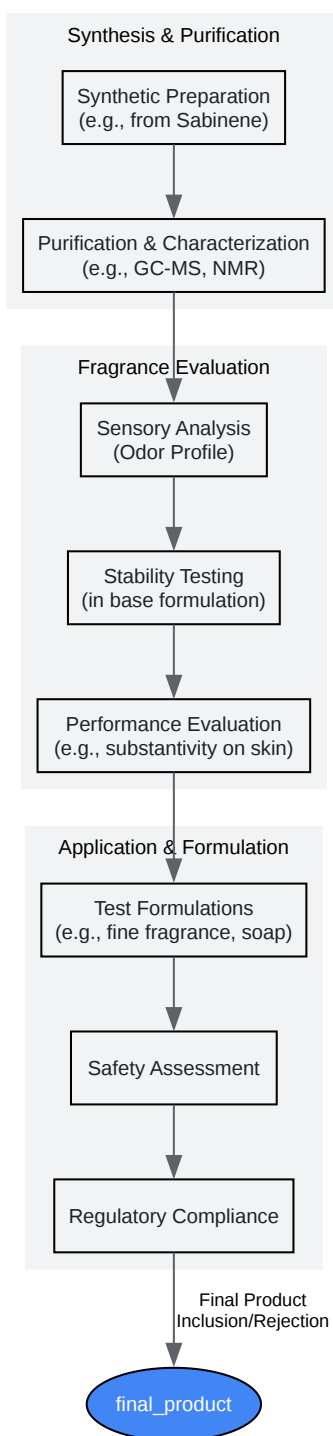 Synthesis & Purification
Synthetic Preparation
(e.g., from Sabinene)
Purification & Characterization
(e.g., GC-MS, NMR)
Fragrance Evaluation
Sensory Analysis
(Odor Profile)
Stability Testing
(in base formulation)
Performance Evaluation
(e.g., substantivity on skin)
Application & Formulation
Test Formulations
(e.g., fine fragrance, soap)
Safety Assessment
Regulatory Compliance
Final Product
Inclusion/Rejection
final_product